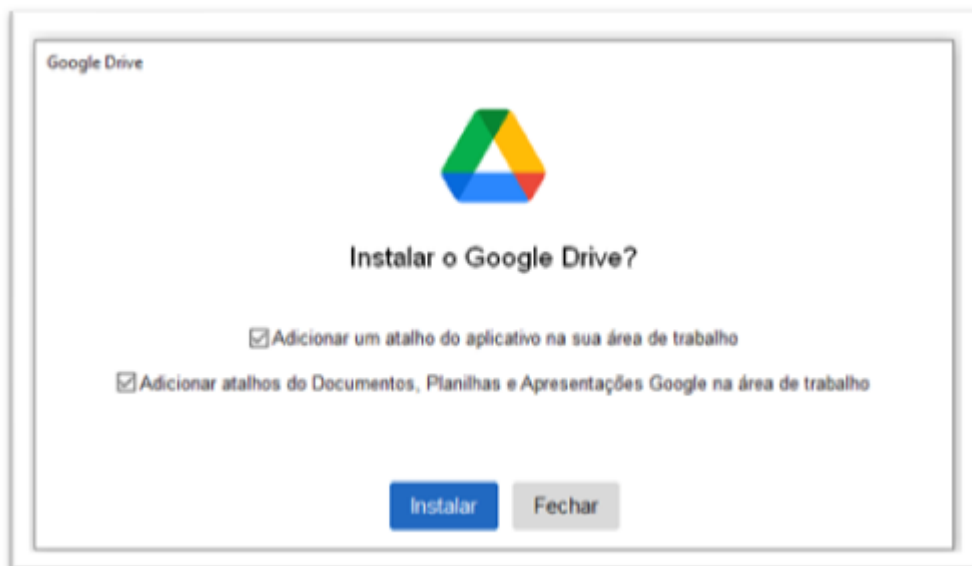 Google Drive
Instalar o Google Drive?
Adicionar um atalho do aplicativo na sua área de trabalho
Adicionar atalhos do Documentos, Planilhas e Apresentações Google na área de trabalho
Instalar Fechar